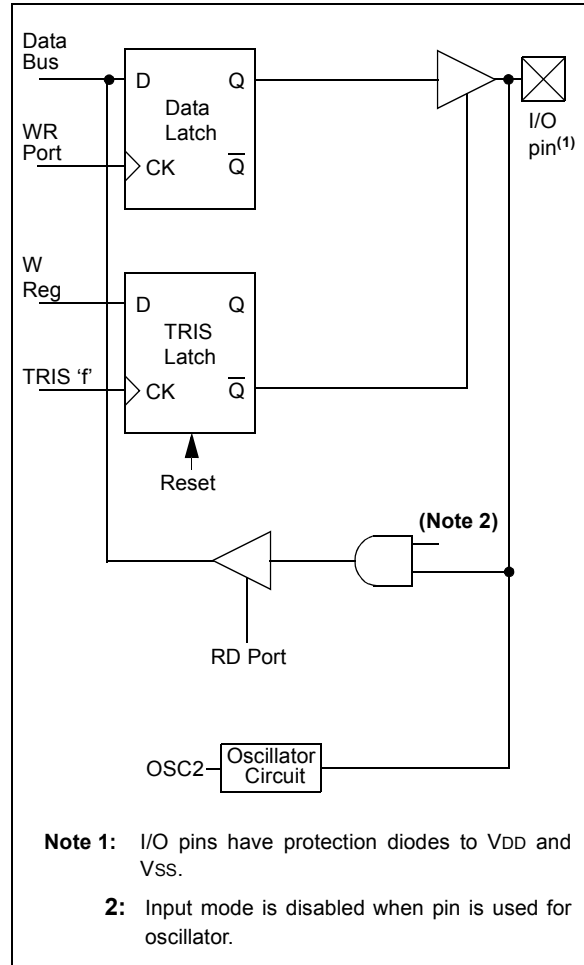 Data
Bus
D Q
Data
Latch
WR
Port
CK Q̅
I/O
pin(1)
W
Reg
D Q
TRIS
Latch
TRIS ‘f’
CK Q̅
Reset
(Note 2)
RD Port
OSC2
Oscillator
Circuit
Note 1: I/O pins have protection diodes to VDD and
VSS.
2: Input mode is disabled when pin is used for
oscillator.